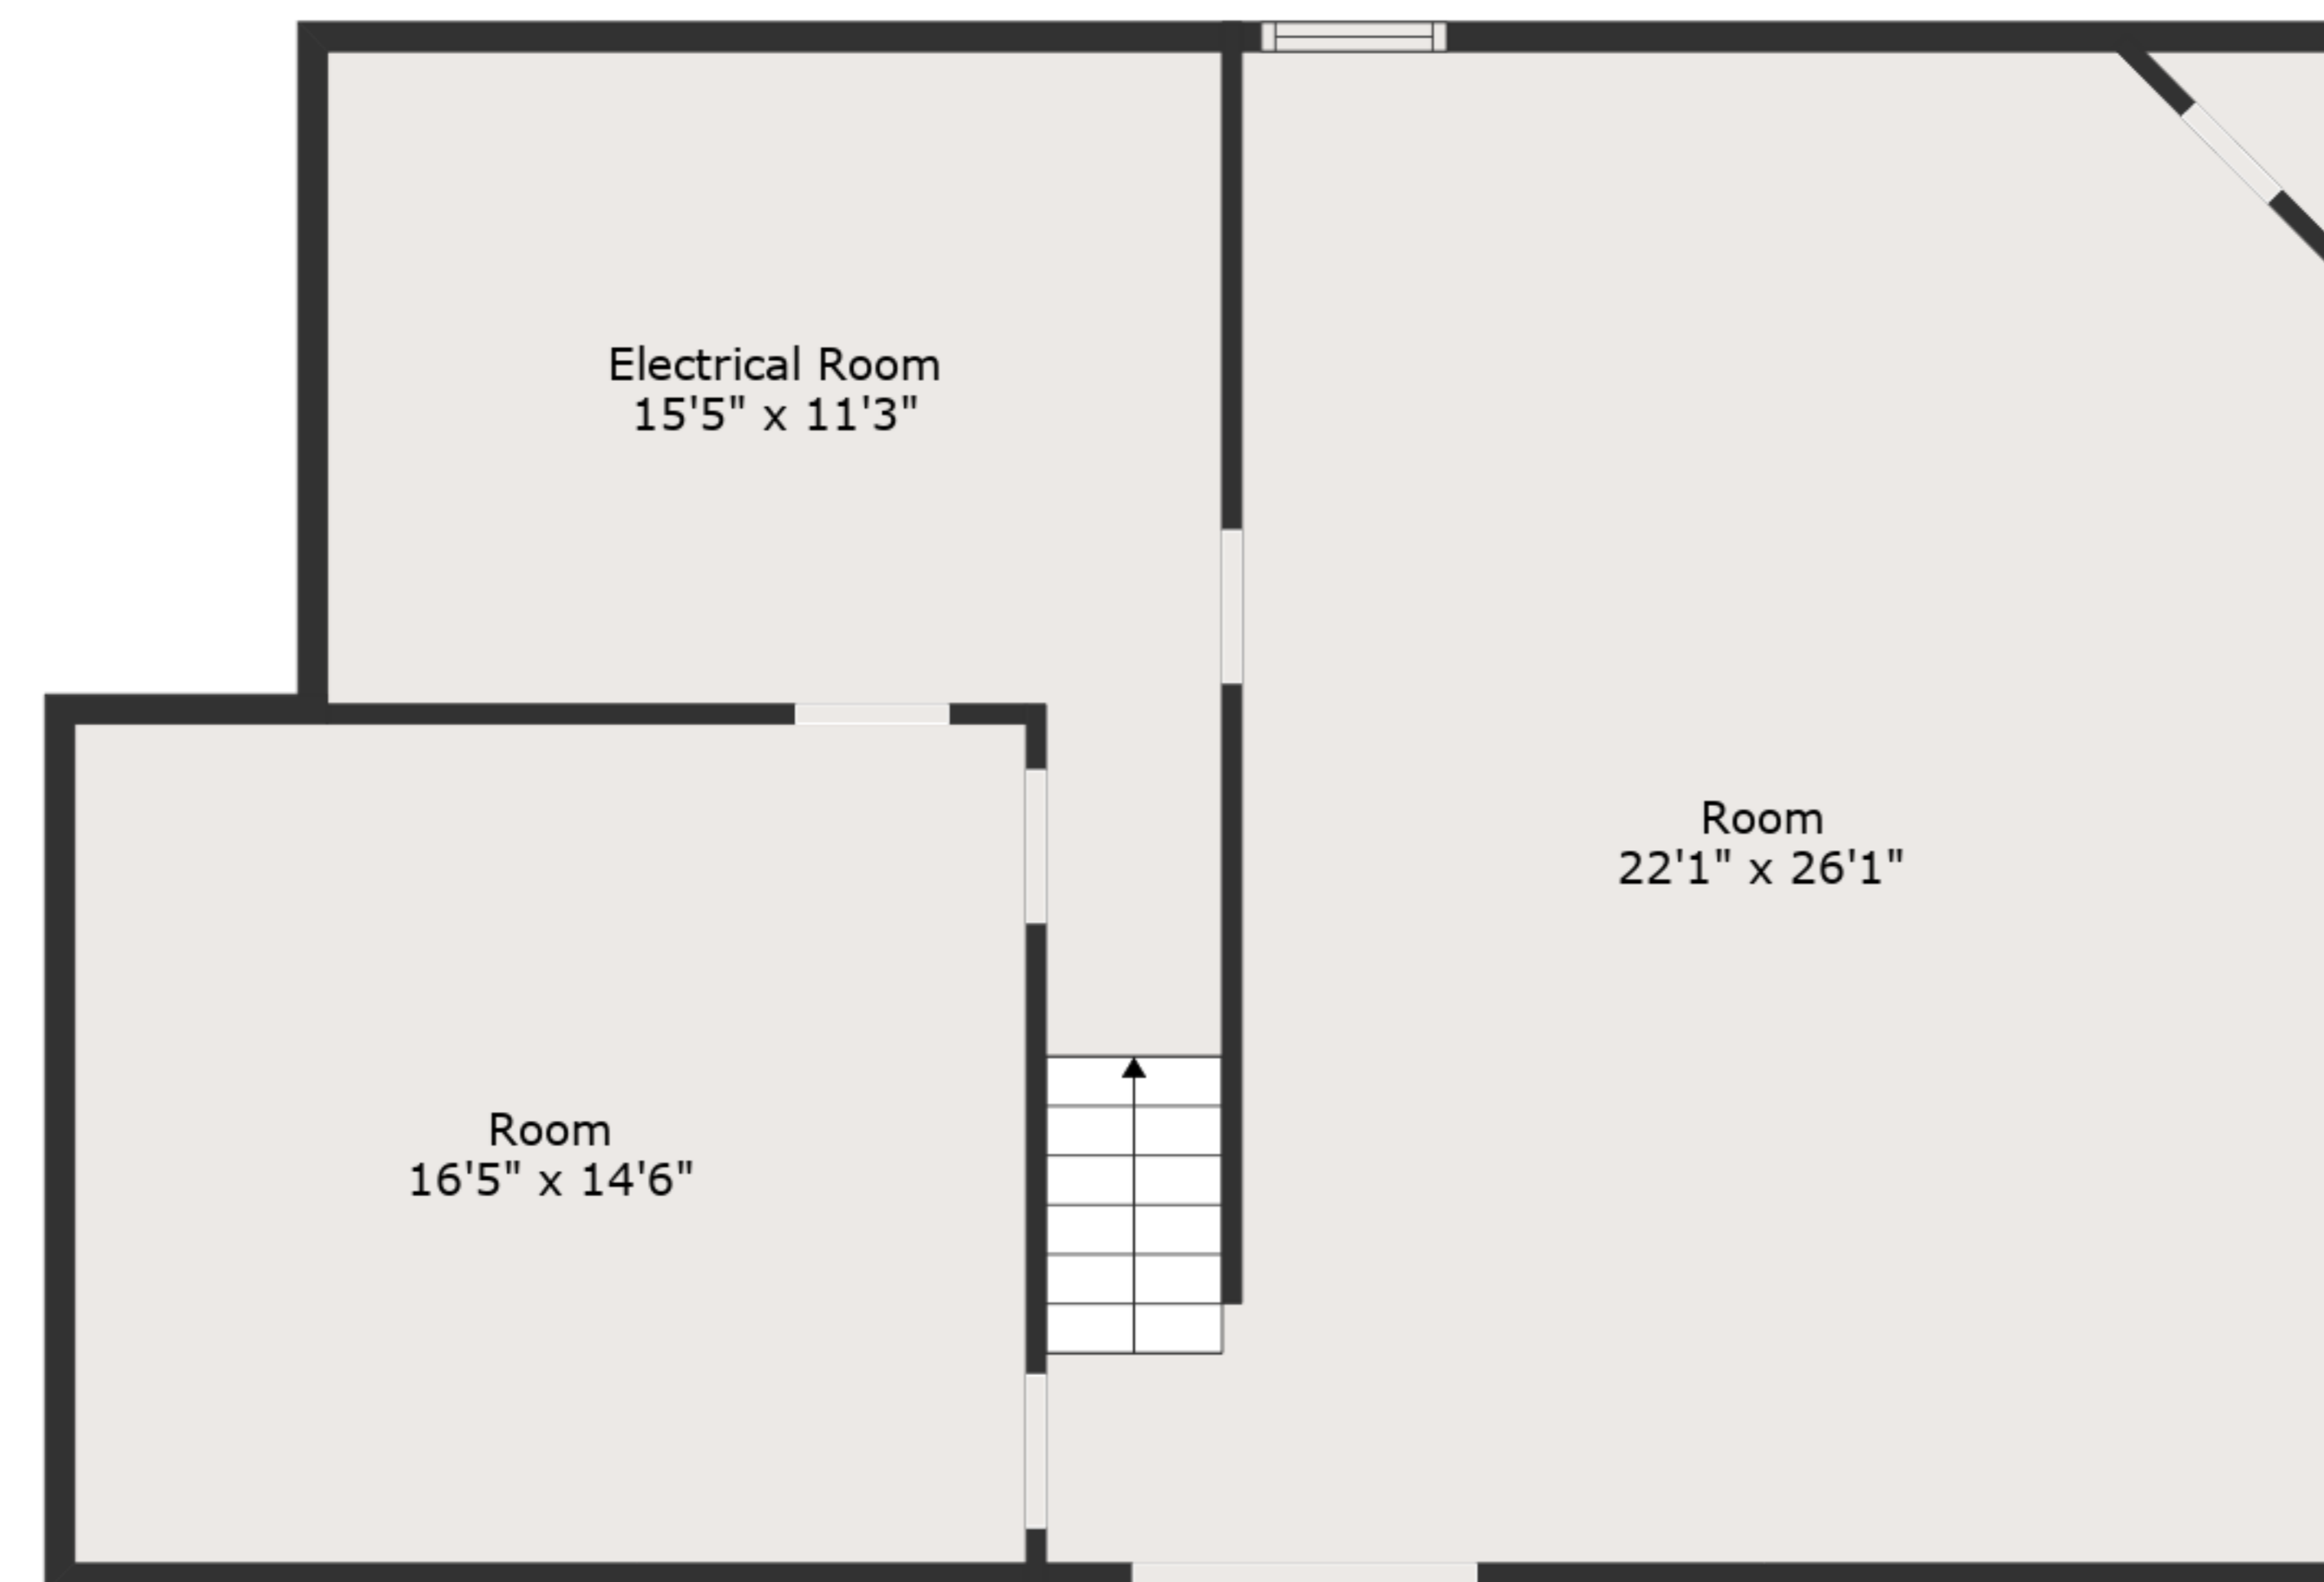 Electrical Room
15'5" x 11'3"
Room
22'1" x 26'1"
Room
16'5" x 14'6"